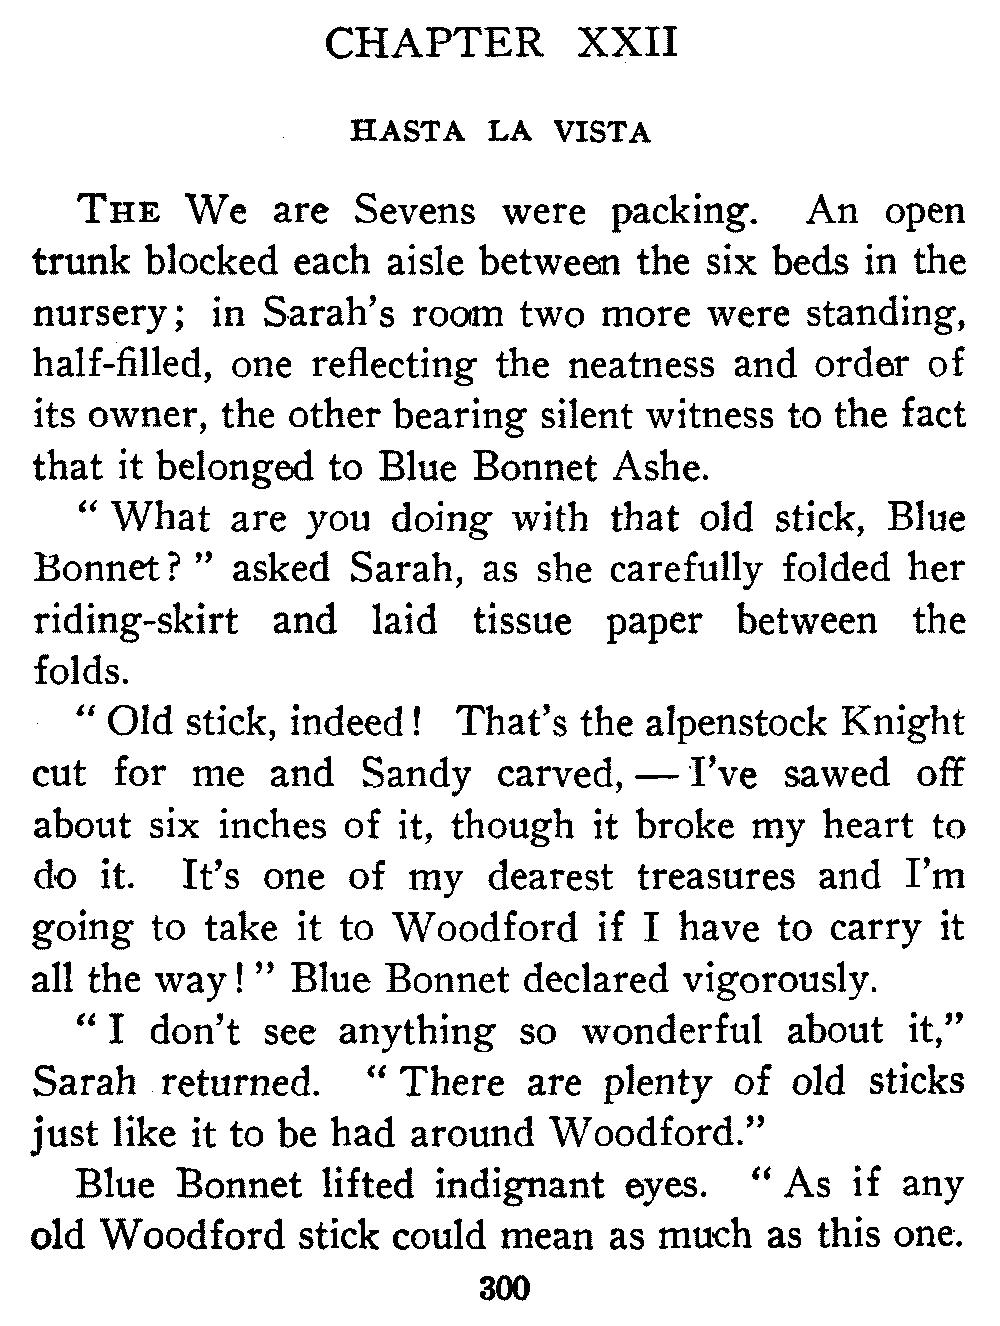 CHAPTER XXII
HASTA LA VISTA
THE We are Sevens were packing. An open
trunk blocked each aisle between the six beds in the
nursery; in Sarah's room two more were standing,
half-filled, one reflecting the neatness and order of
its owner, the other bearing silent witness to the fact
that it belonged to Blue Bonnet Ashe.
" What are you doing with that old stick, Blue
Bonnet? " asked Sarah, as she carefully folded her
riding-skirt and laid tissue paper between the
folds.
" Old stick, indeed! That's the alpenstock Knight
cut for me and Sandy carved, — I've sawed off
about six inches of it, though it broke my heart to
do it. It's one of my dearest treasures and I'm
going to take it to Woodford if I have to carry it
all the way! " Blue Bonnet declared vigorously.
" I don't see anything so wonderful about it,"
Sarah returned. " There are plenty of old sticks
just like it to be had around Woodford."
Blue Bonnet lifted indignant eyes. " As if any
old Woodford stick could mean as much as this one.
300